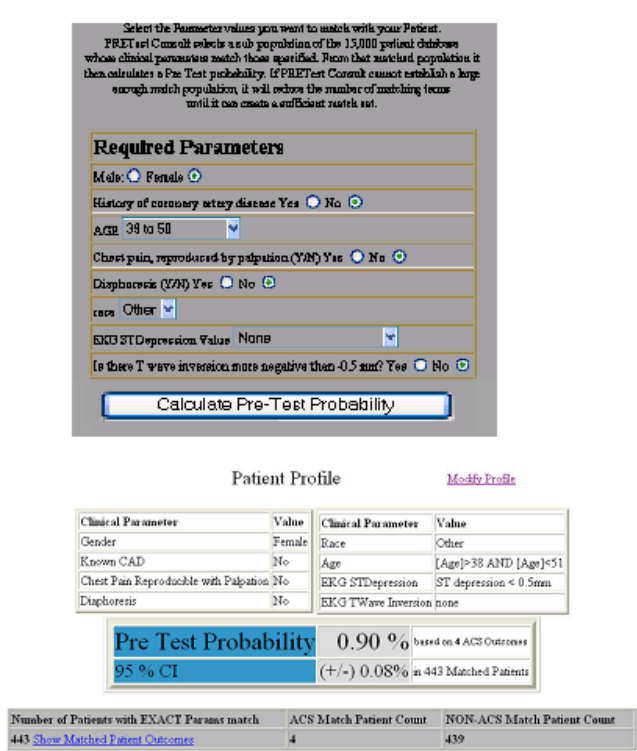 Select the Parameter values you want to match with your Patient.
PRETest Consult selects a sub population of the 15,000 patient database
whose clinical parameters match those specified. From that matched population it
then calculates a Pre Test probability. If PRETest Consult cannot establish a large
enough match population, it will reduce the number of matching items
until it can create a sufficient match set.
Required Parameters
Male: Female
History of coronary artery disease Yes No
AGE 39 to 50
Chest pain, reproduced by palpation (Y/N) Yes No
Diaphoresis (Y/N) Yes No
race Other
EKG STDepression Value None
Is there T wave inversion more negative than -0.5 mm? Yes No
Calculate Pre-Test Probability
Patient Profile Modify Profile
Clinical Parameter Value Clinical Parameter Value
Gender Female Race Other
Known CAD No Age [Age]>38 AND [Age]<51
Chest Pain Reproducible with Palpation No EKG STDepression ST depression < 0.5mm
Diaphoresis No EKG TWave Inversion none
Pre Test Probability 0.90 % based on 4 ACS Outcomes
95 % CI (+/-) 0.08% in 443 Matched Patients
Number of Patients with EXACT Params match ACS Match Patient Count NON-ACS Match Patient Count
443 Show Matched Patient Outcomes 4 439